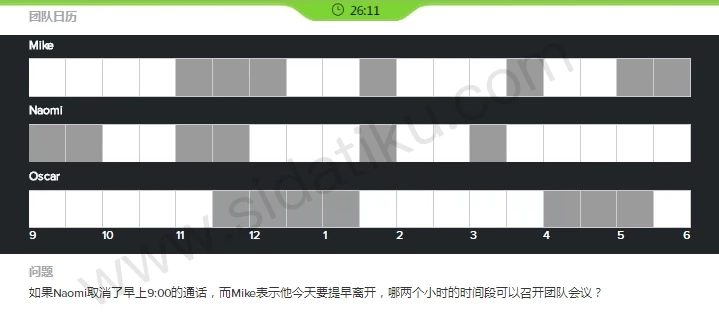 26:11
团队日历
Mike
Naomi
Oscar
9 10 11 12 1 2 3 4 5 6
问题
如果Naomi取消了早上9:00的通话，而Mike表示他今天要提早离开，哪两个小时的时间段可以召开团队会议？
www.sidatiku.com